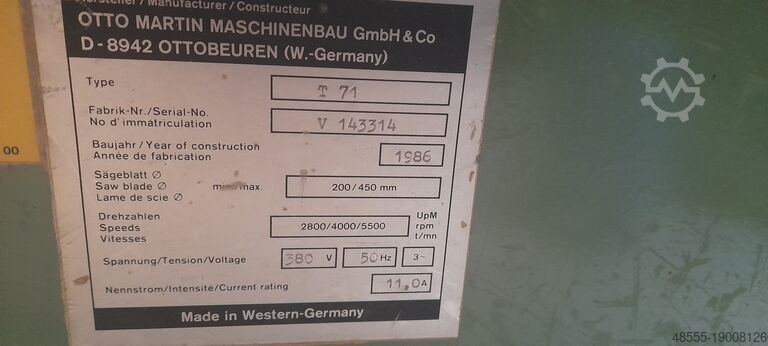 Hersteller / Manufacturer / Constructeur
OTTO MARTIN MASCHINENBAU GmbH & Co
D-8942 OTTOBEUREN (W.-Germany)
Type T 71
Fabrik-Nr./Serial-No.
No d'immatriculation V 143314
Baujahr / Year of construction
Année de fabrication 1986
Sägeblatt Ø
Saw blade Ø min./max. 200/450 mm
Lame de scie Ø
Drehzahlen UpM
Speeds 2800/4000/5500 rpm
Vitesses t/mn
Spannung/Tension/Voltage 380 V 50 Hz 3~
Nennstrom/Intensité/Current rating 11,0 A
Made in Western-Germany
00
48555-19008126